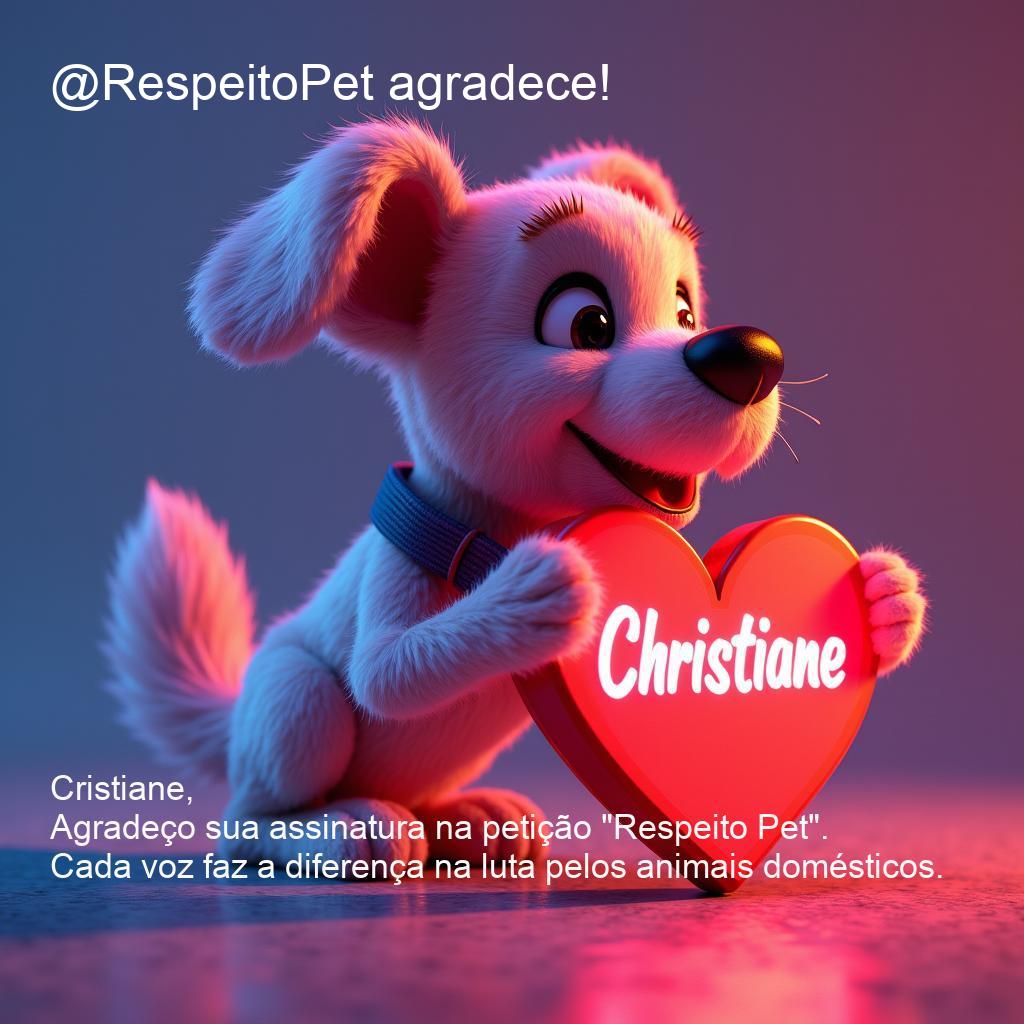 @RespeitoPet agradece!
Christiane
Cristiane,
Agradeço sua assinatura na petição "Respeito Pet".
Cada voz faz a diferença na luta pelos animais domésticos.